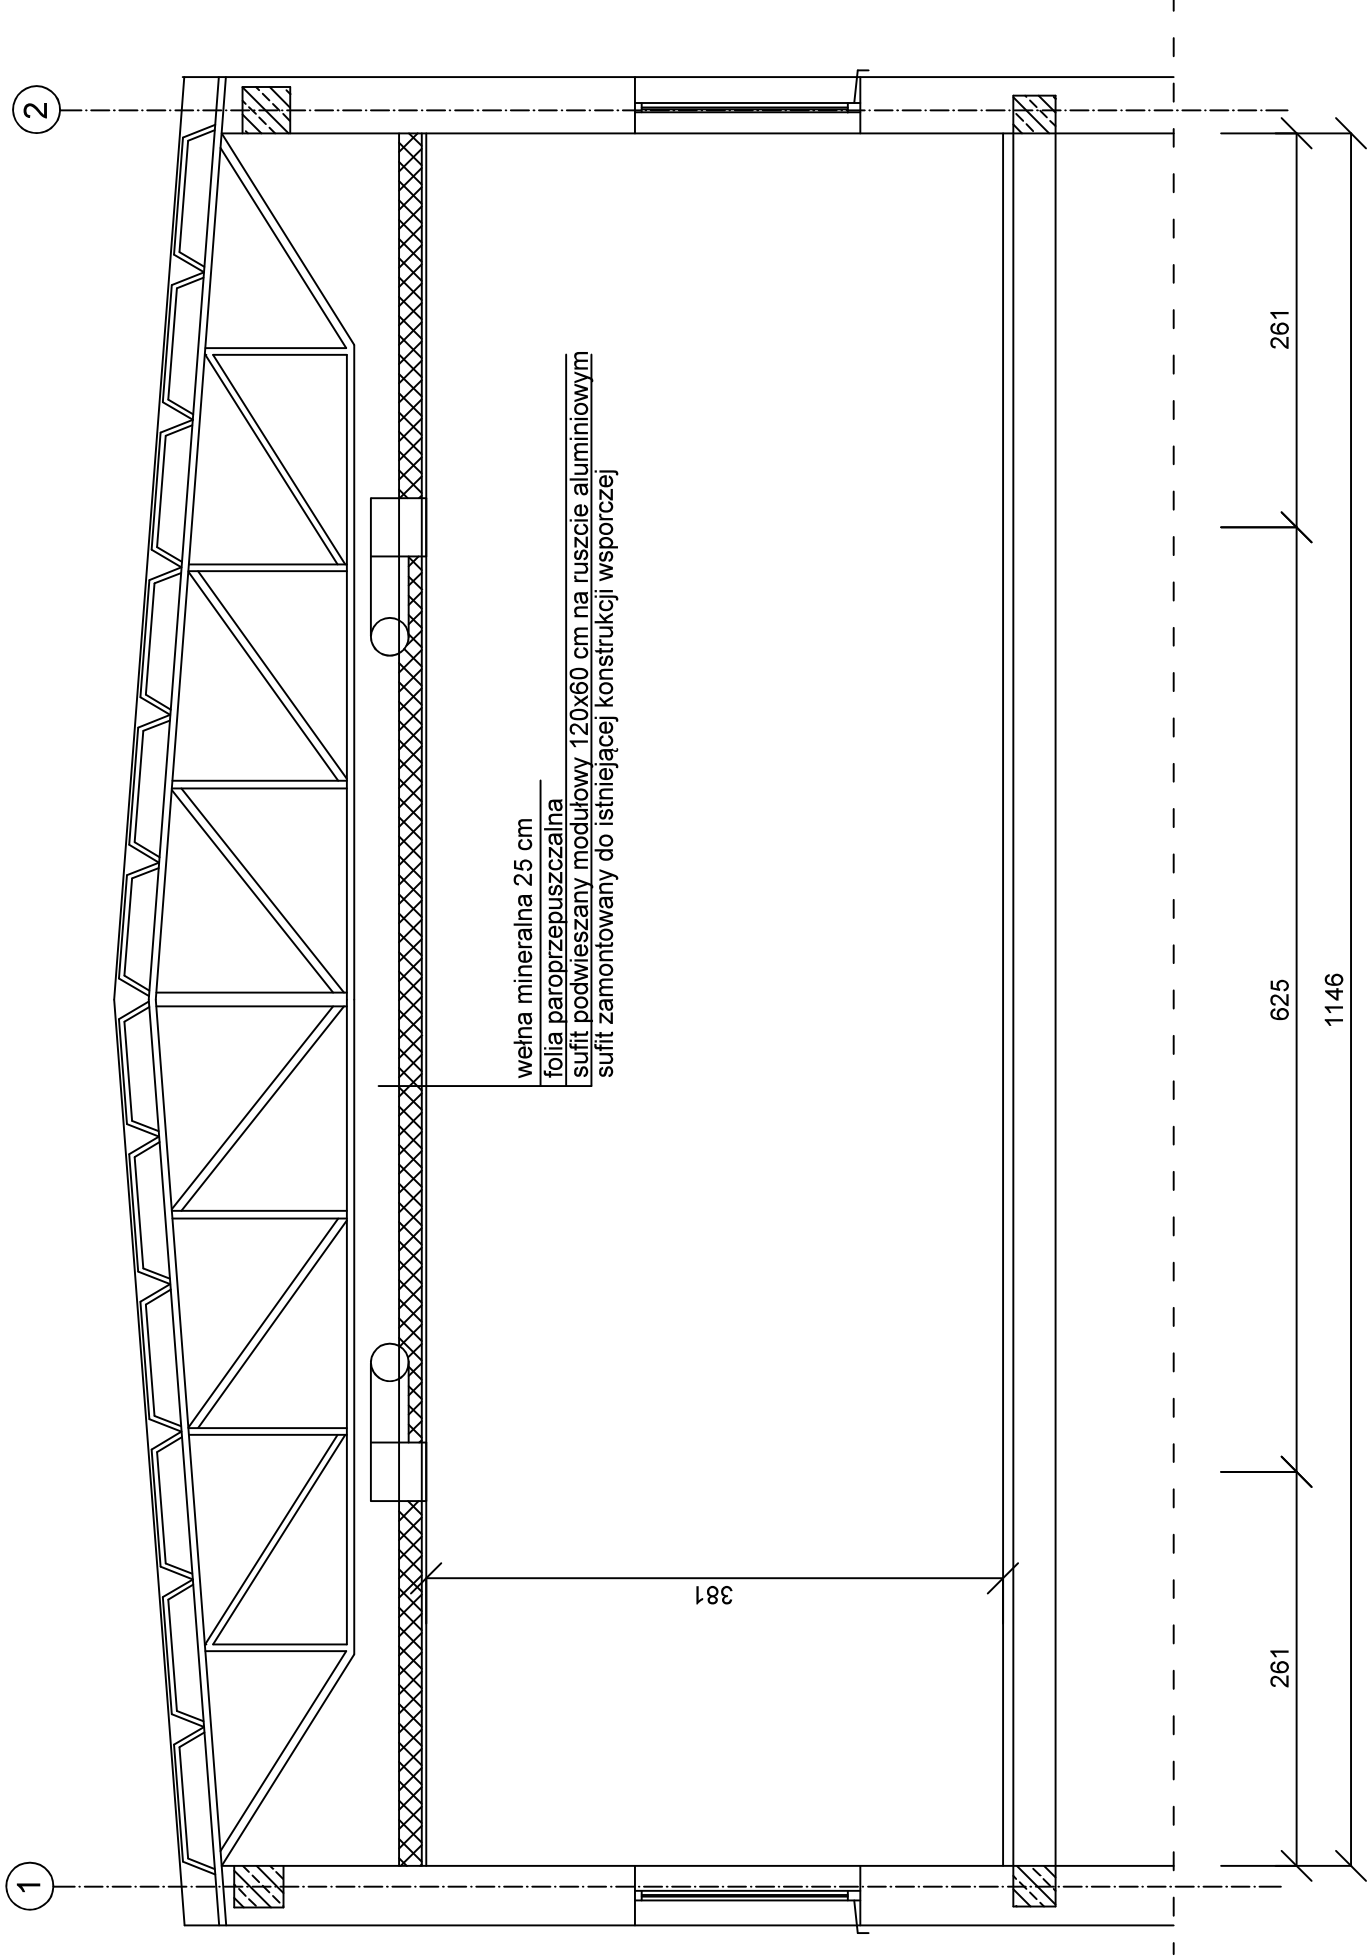 2
1
wełna mineralna 25 cm
folia paroprzepuszczalna
sufit podwieszany modułowy 120x60 cm na ruszcie aluminiowym
sufit zamontowany do istniejącej konstrukcji wsporczej
381
261
625
261
1146